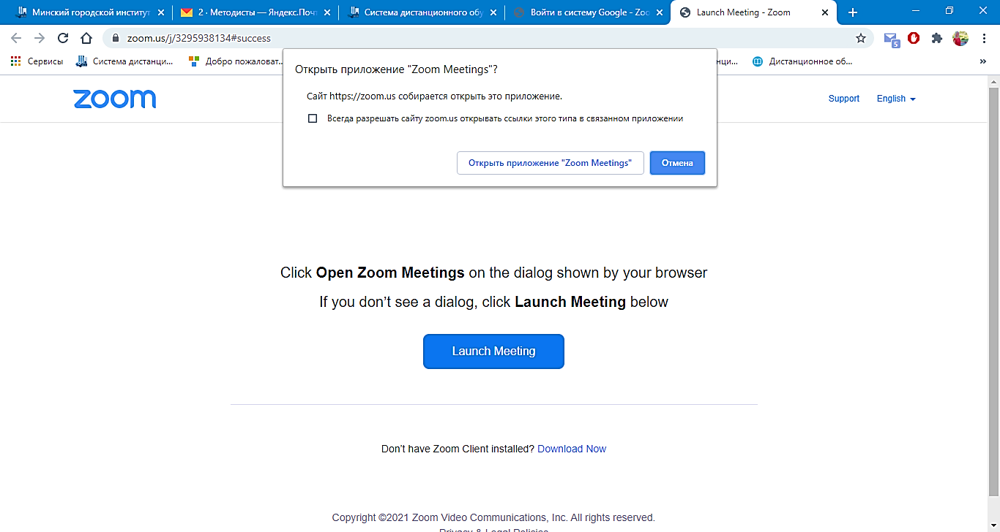 Минский городской институт
2 · Методисты — Яндекс.Почт
Система дистанционного обу
Войти в систему Google - Zoo
Launch Meeting - Zoom
zoom.us/j/3295938134#success
5
Сервисы
Система дистанци...
Добро пожаловат...
нци...
Дистанционное об...
»
zoom
Support
English
Открыть приложение "Zoom Meetings"?
Сайт https://zoom.us собирается открыть это приложение.
Всегда разрешать сайту zoom.us открывать ссылки этого типа в связанном приложении
Открыть приложение "Zoom Meetings"
Отмена
Click Open Zoom Meetings on the dialog shown by your browser
If you don’t see a dialog, click Launch Meeting below
Launch Meeting
Don’t have Zoom Client installed? Download Now
Copyright ©2021 Zoom Video Communications, Inc. All rights reserved.
Privacy & Legal Policies